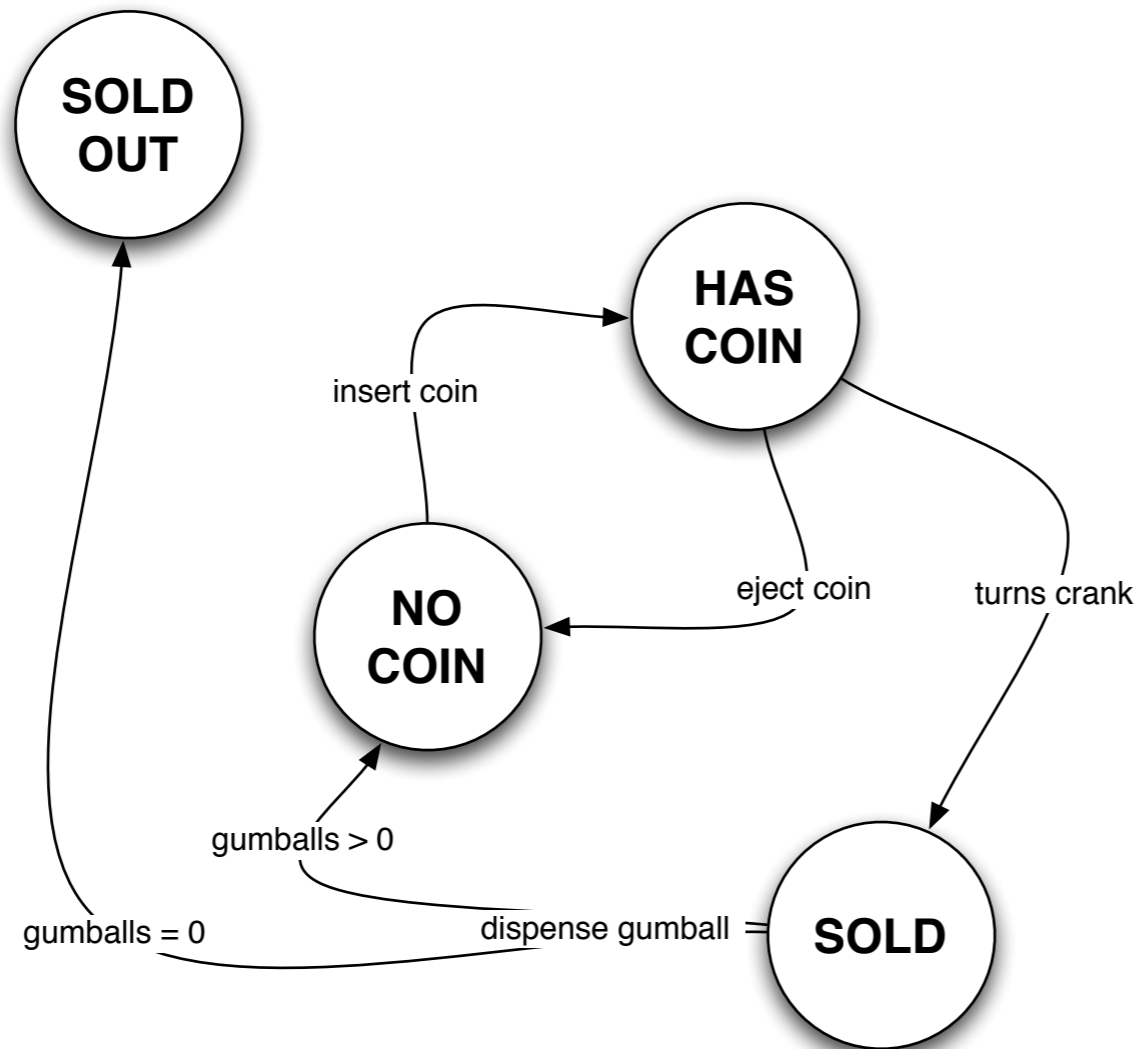 SOLD
OUT
HAS
COIN
insert coin
eject coin
turns crank
NO
COIN
gumballs > 0
gumballs = 0
dispense gumball
SOLD